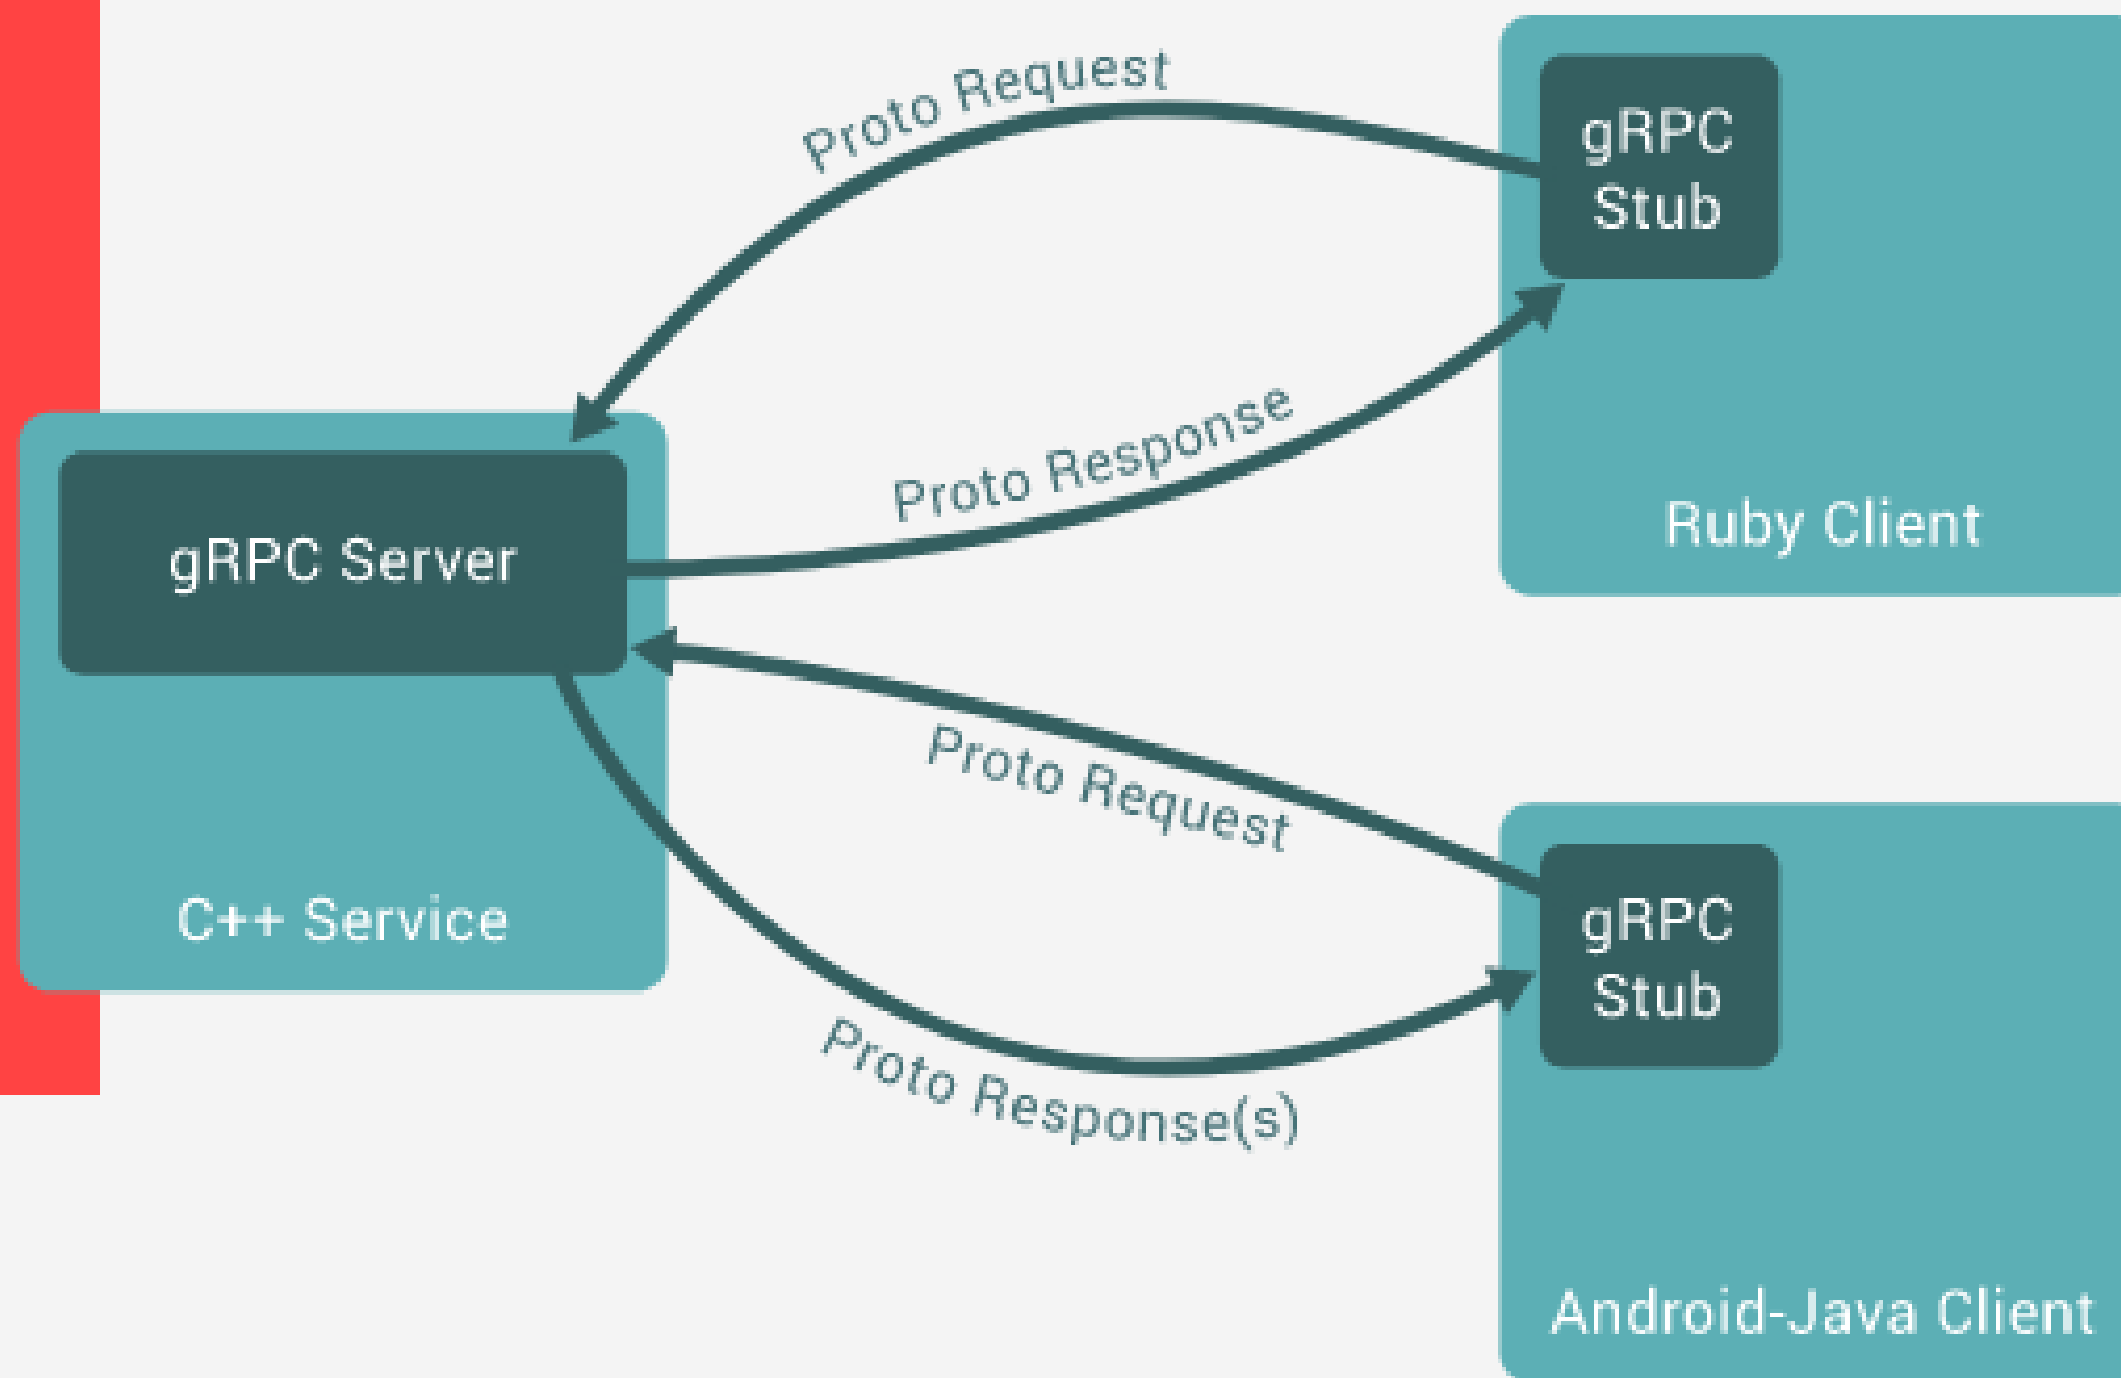 Proto Request
gRPC
Stub
Proto Response
Ruby Client
gRPC Server
C++ Service
Proto Request
gRPC
Stub
Proto Response(s)
Android-Java Client